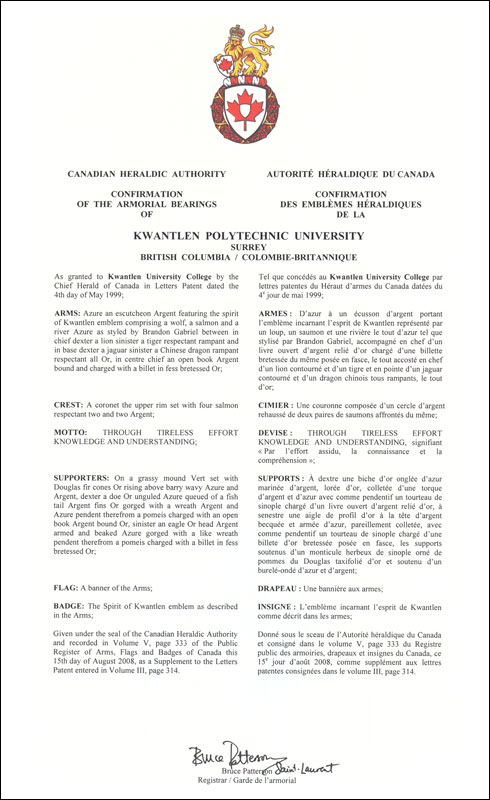 CANADIAN HERALDIC AUTHORITY
CONFIRMATION
OF THE ARMORIAL BEARINGS
OF
AUTORITÉ HÉRALDIQUE DU CANADA
CONFIRMATION
DES EMBLÈMES HÉRALDIQUES
DE LA
KWANTLEN POLYTECHNIC UNIVERSITY
SURREY
BRITISH COLUMBIA / COLOMBIE-BRITANNIQUE
As granted to Kwantlen University College by the
Chief Herald of Canada in Letters Patent dated the
4th day of May 1999;
ARMS: Azure an escutcheon Argent featuring the spirit
of Kwantlen emblem comprising a wolf, a salmon and a
river Azure as styled by Brandon Gabriel between in
chief dexter a lion sinister a tiger respectant rampant and
in base dexter a jaguar sinister a Chinese dragon rampant
respectant all Or, in centre chief an open book Argent
bound and charged with a billet in fess bretessed Or;
CREST: A coronet the upper rim set with four salmon
respectant two and two Argent;
MOTTO: THROUGH TIRELESS EFFORT
KNOWLEDGE AND UNDERSTANDING;
SUPPORTERS: On a grassy mound Vert set with
Douglas fir cones Or rising above barry wavy Azure and
Argent, dexter a doe Or unguled Azure queued of a fish
tail Argent fins Or gorged with a wreath Argent and
Azure pendent therefrom a pomeis charged with an open
book Argent bound Or, sinister an eagle Or head Argent
armed and beaked Azure gorged with a like wreath
pendent therefrom a pomeis charged with a billet in fess
bretessed Or;
FLAG: A banner of the Arms;
BADGE: The Spirit of Kwantlen emblem as described
in the Arms;
Given under the seal of the Canadian Heraldic Authority
and recorded in Volume V, page 333 of the Public
Register of Arms, Flags and Badges of Canada this
15th day of August 2008, as a Supplement to the Letters
Patent entered in Volume III, page 314.
Tel que concédés au Kwantlen University College par
lettres patentes du Héraut d'armes du Canada datées du
4e jour de mai 1999;
ARMES : D'azur à un écusson d'argent portant
l'emblème incarnant l'esprit de Kwantlen représenté par
un loup, un saumon et une rivière le tout d'azur tel que
stylisé par Brandon Gabriel, accompagné en chef d'un
livre ouvert d'argent relié d'or chargé d'une billette
bretessée du même posée en fasce, le tout accosté en chef
d'un lion contourné et d'un tigre et en pointe d'un jaguar
contourné et d'un dragon chinois tous rampants, le tout
d'or;
CIMIER : Une couronne composée d'un cercle d'argent
rehaussé de deux paires de saumons affrontés du même;
DEVISE : THROUGH TIRELESS EFFORT
KNOWLEDGE AND UNDERSTANDING, signifiant
« Par l'effort assidu, la connaissance et la
compréhension »;
SUPPORTS : À dextre une biche d'or onglée d'azur
marinée d'argent, lorée d'or, colletée d'une torque
d'argent et d'azur avec comme pendentif un tourteau de
sinople chargé d'un livre ouvert d'argent relié d'or, à
senestre une aigle de profil d'or à la tête d'argent
becquée et armée d'azur, pareillement colletée, avec
comme pendentif un tourteau de sinople chargé d'une
billette d'or bretessée posée en fasce, les supports
soutenus d'un monticule herbeux de sinople orné de
pommes du Douglas taxifolié d'or et soutenu d'un
burelé-ondé d'azur et d'argent;
DRAPEAU : Une bannière aux armes;
INSIGNE : L'emblème incarnant l'esprit de Kwantlen
comme décrit dans les armes;
Donné sous le sceau de l'Autorité héraldique du Canada
et consigné dans le volume V, page 333 du Registre
public des armoiries, drapeaux et insignes du Canada, ce
15e jour d'août 2008, comme supplément aux lettres
patentes consignées dans le volume III, page 314.
Bruce Patterson
Bruce Patterson Saint-Laurent
Registrar / Garde de l'armorial